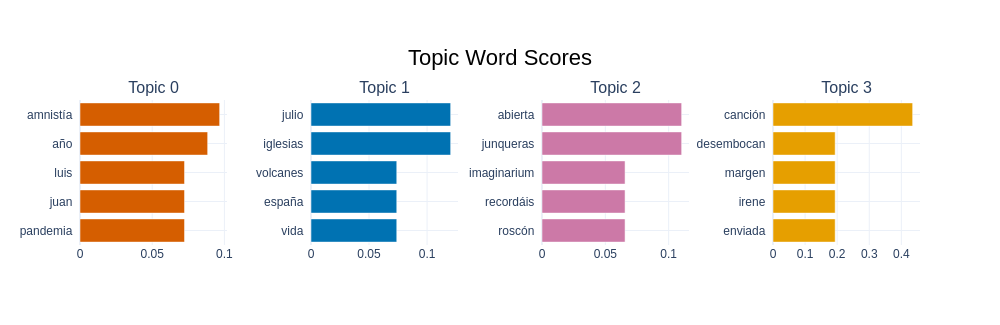 Topic Word Scores
Topic 0
amnistía
año
luis
juan
pandemia
0 0.05 0.1
Topic 1
julio
iglesias
volcanes
españa
vida
0 0.05 0.1
Topic 2
abierta
junqueras
imaginarium
recordáis
roscón
0 0.05 0.1
Topic 3
canción
desembocan
margen
irene
enviada
0 0.1 0.2 0.3 0.4